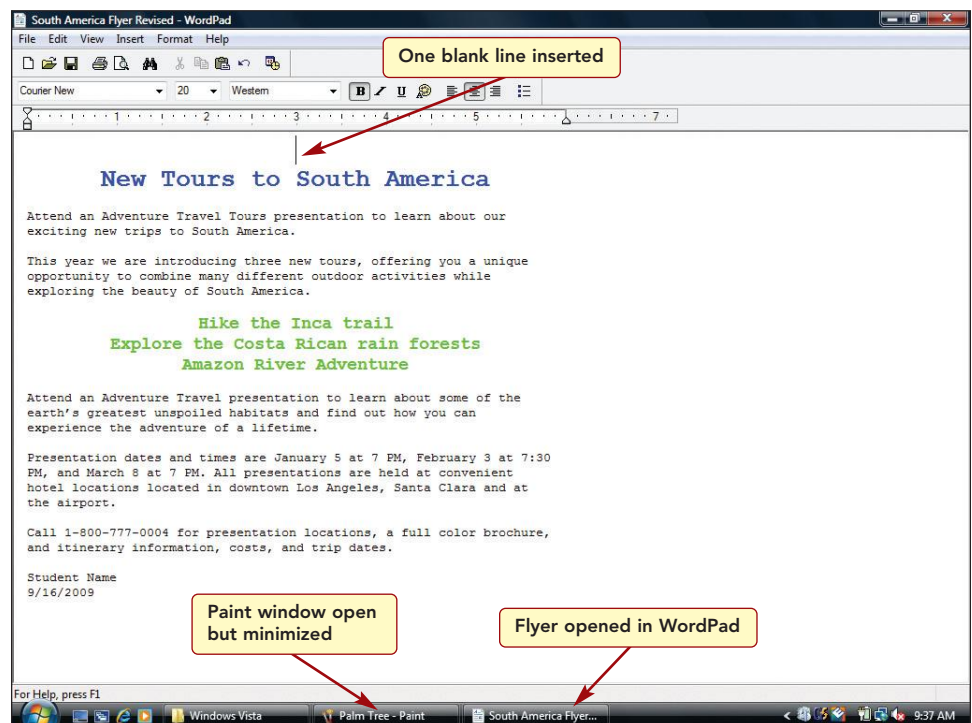 South America Flyer Revised - WordPad
File Edit View Insert Format Help
One blank line inserted
Courier New 20 Western B / U
1 2 3 4 5 7
New Tours to South America
Attend an Adventure Travel Tours presentation to learn about our
exciting new trips to South America.
This year we are introducing three new tours, offering you a unique
opportunity to combine many different outdoor activities while
exploring the beauty of South America.
Hike the Inca trail
Explore the Costa Rican rain forests
Amazon River Adventure
Attend an Adventure Travel presentation to learn about some of the
earth's greatest unspoiled habitats and find out how you can
experience the adventure of a lifetime.
Presentation dates and times are January 5 at 7 PM, February 3 at 7:30
PM, and March 8 at 7 PM. All presentations are held at convenient
hotel locations located in downtown Los Angeles, Santa Clara and at
the airport.
Call 1-800-777-0004 for presentation locations, a full color brochure,
and itinerary information, costs, and trip dates.
Student Name
9/16/2009
Paint window open
but minimized
Flyer opened in WordPad
For Help, press F1
Windows Vista
Palm Tree - Paint
South America Flyer...
9:37 AM